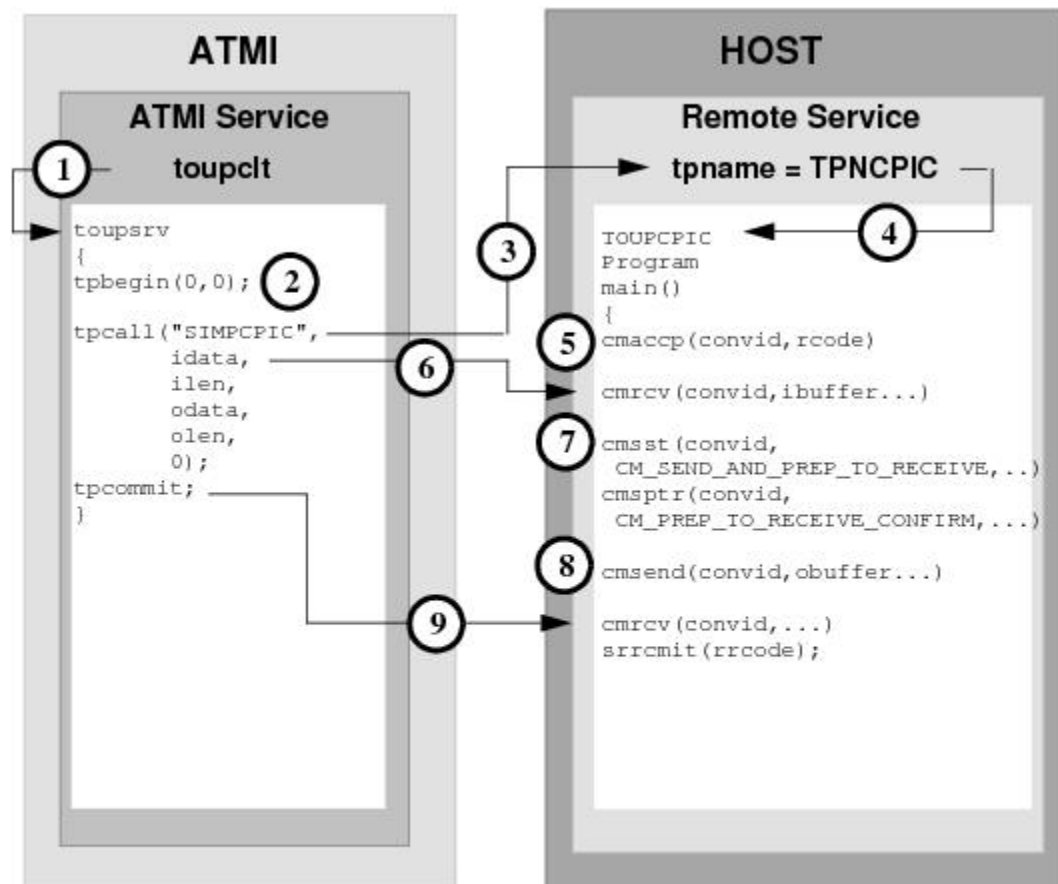 ATMI
ATMI Service
1
toupclt
toupsrv
{
tpbegin(0,0);
2
tpcall("SIMPCPIC",
idata,
ilen,
odata,
olen,
0);
tpcommit;
}
3
6
9
HOST
Remote Service
tpname = TPNCPIC
4
TOUPCPIC
Program
main()
{
5
cmaccp(convid,rcode)
cmrcv(convid,ibuffer...)
7
cmsst(convid,
CM_SEND_AND_PREP_TO_RECEIVE,..)
cmsptr(convid,
CM_PREP_TO_RECEIVE_CONFIRM,...)
8
cmsend(convid,obuffer...)
cmrcv(convid,...)
srrcmit(rrcode);